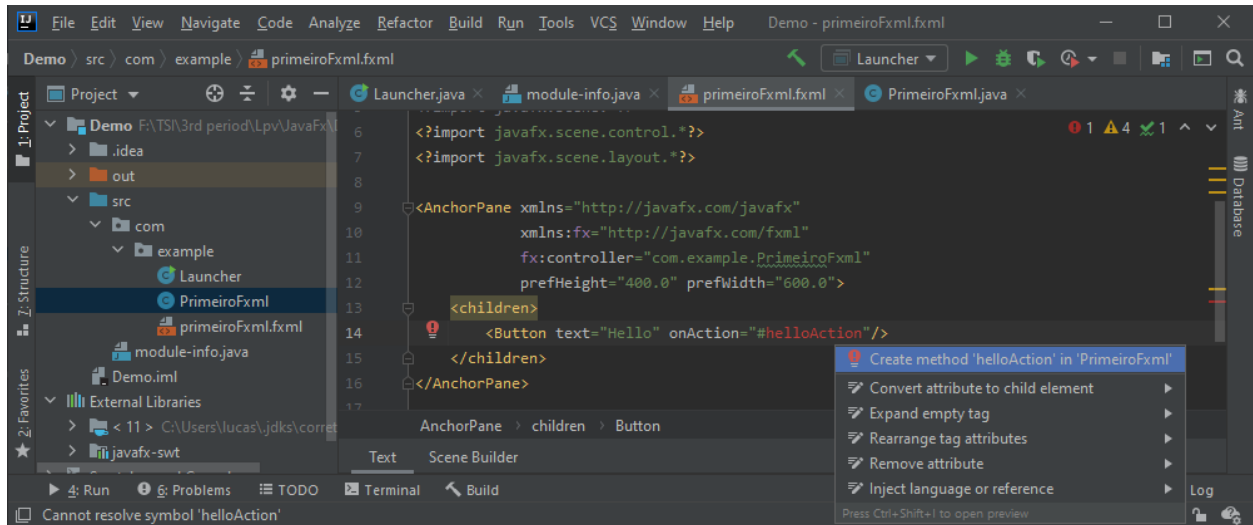 File Edit View Navigate Code Analyze Refactor Build Run Tools VCS Window Help Demo - primeiroFxml.fxml
Demo src com example primeiroFxml.fxml Launcher
1: Project
Project
Launcher.java module-info.java primeiroFxml.fxml PrimeiroFxml.java
Ant
Demo F:\TSI\3rd period\Lpv\JavaFx\
.idea
out
src
com
example
Launcher
PrimeiroFxml
primeiroFxml.fxml
module-info.java
Demo.iml
External Libraries
< 11 > C:\Users\lucas\.jdks\corret
javafx-swt
Z: Structure
2: Favorites
1 4 1
6 <?import javafx.scene.control.*?>
7 <?import javafx.scene.layout.*?>
8
9 <AnchorPane xmlns="http://javafx.com/javafx"
10 xmlns:fx="http://javafx.com/fxml"
11 fx:controller="com.example.PrimeiroFxml"
12 prefHeight="400.0" prefWidth="600.0">
13 <children>
14 <Button text="Hello" onAction="#helloAction"/>
15 </children>
16 </AnchorPane>
17
Database
Create method 'helloAction' in 'PrimeiroFxml'
Convert attribute to child element
Expand empty tag
Rearrange tag attributes
Remove attribute
Inject language or reference
Press Ctrl+Shift+I to open preview
AnchorPane children Button
Text Scene Builder
4: Run 6: Problems TODO Terminal Build Log
Cannot resolve symbol 'helloAction'